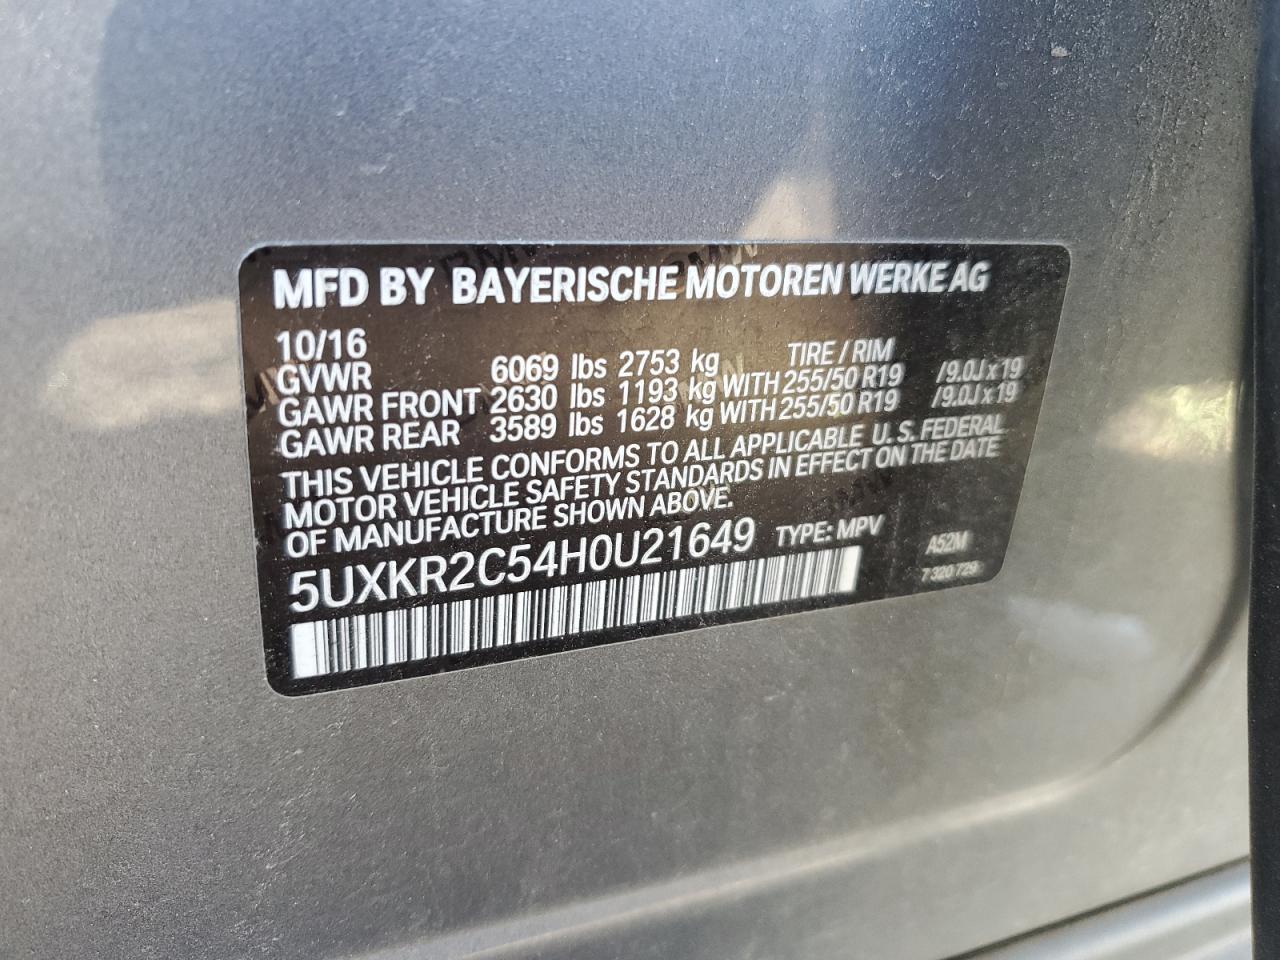 MFD BY BAYERISCHE MOTOREN WERKE AG
10/16 TIRE / RIM
GVWR 6069 lbs 2753 kg
GAWR FRONT 2630 lbs 1193 kg WITH 255/50 R19 /9.0J x 19
GAWR REAR 3589 lbs 1628 kg WITH 255/50 R19 /9.0J x 19
THIS VEHICLE CONFORMS TO ALL APPLICABLE U.S. FEDERAL
MOTOR VEHICLE SAFETY STANDARDS IN EFFECT ON THE DATE
OF MANUFACTURE SHOWN ABOVE.
5UXKR2C54H0U21649 TYPE: MPV A52M
7 320 729